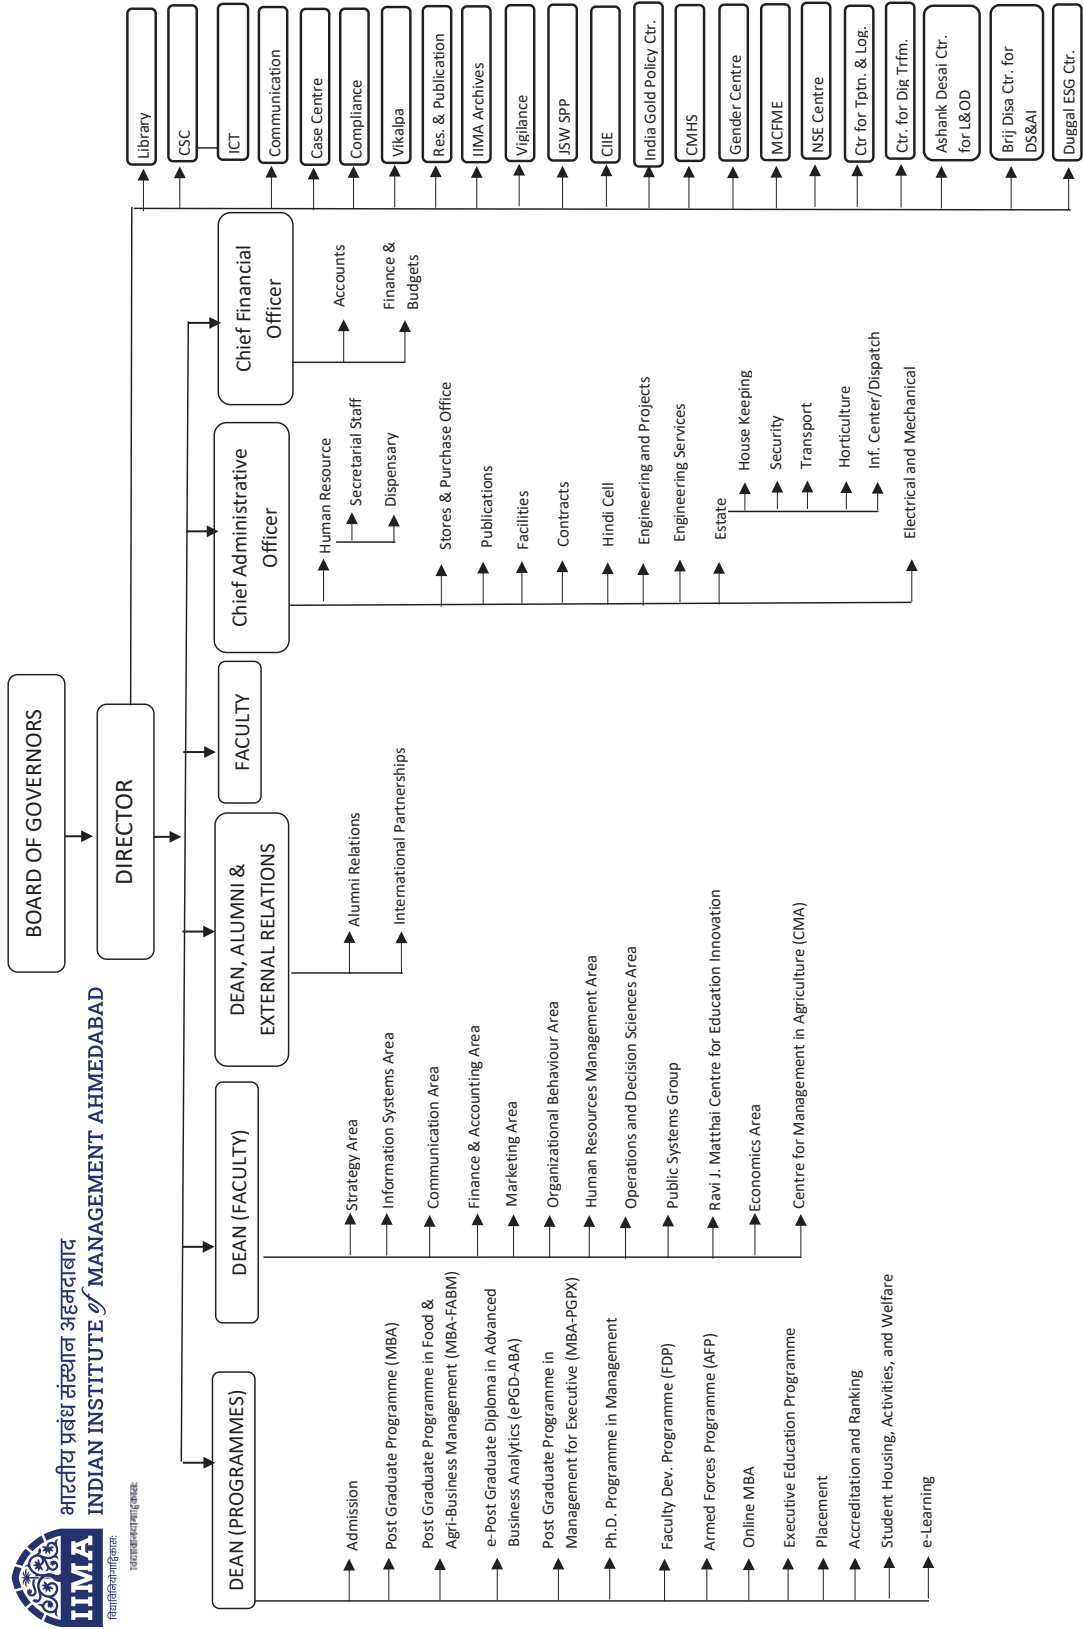 IIMA
विद्याविनियोगाद्विकासः
भारतीय प्रबंध संस्थान अहमदाबाद
INDIAN INSTITUTE of MANAGEMENT AHMEDABAD
BOARD OF GOVERNORS
DIRECTOR
DEAN (PROGRAMMES)
Admission
Post Graduate Programme (MBA)
Post Graduate Programme in Food &
Agri-Business Management (MBA-FABM)
e-Post Graduate Diploma in Advanced
Business Analytics (ePGD-ABA)
Post Graduate Programme in
Management for Executive (MBA-PGPX)
Ph.D. Programme in Management
Faculty Dev. Programme (FDP)
Armed Forces Programme (AFP)
Online MBA
Executive Education Programme
Placement
Accreditation and Ranking
Student Housing, Activities, and Welfare
e-Learning
DEAN (FACULTY)
Strategy Area
Information Systems Area
Communication Area
Finance & Accounting Area
Marketing Area
Organizational Behaviour Area
Human Resources Management Area
Operations and Decision Sciences Area
Public Systems Group
Ravi J. Matthai Centre for Education Innovation
Economics Area
Centre for Management in Agriculture (CMA)
DEAN, ALUMNI &
EXTERNAL RELATIONS
Alumni Relations
International Partnerships
FACULTY
Chief Administrative
Officer
Human Resource
Secretarial Staff
Dispensary
Stores & Purchase Office
Publications
Facilities
Contracts
Hindi Cell
Engineering and Projects
Engineering Services
Estate
House Keeping
Security
Transport
Horticulture
Inf. Center/Dispatch
Electrical and Mechanical
Chief Financial
Officer
Accounts
Finance &
Budgets
Library
CSC
ICT
Communication
Case Centre
Compliance
Vikalpa
Res. & Publication
IIMA Archives
Vigilance
JSW SPP
CIIE
India Gold Policy Ctr.
CMHS
Gender Centre
MCFME
NSE Centre
Ctr for Tptn. & Log.
Ctr. for Dig Trfm.
Ashank Desai Ctr.
for L&OD
Brij Disa Ctr. for
DS&AI
Duggal ESG Ctr.